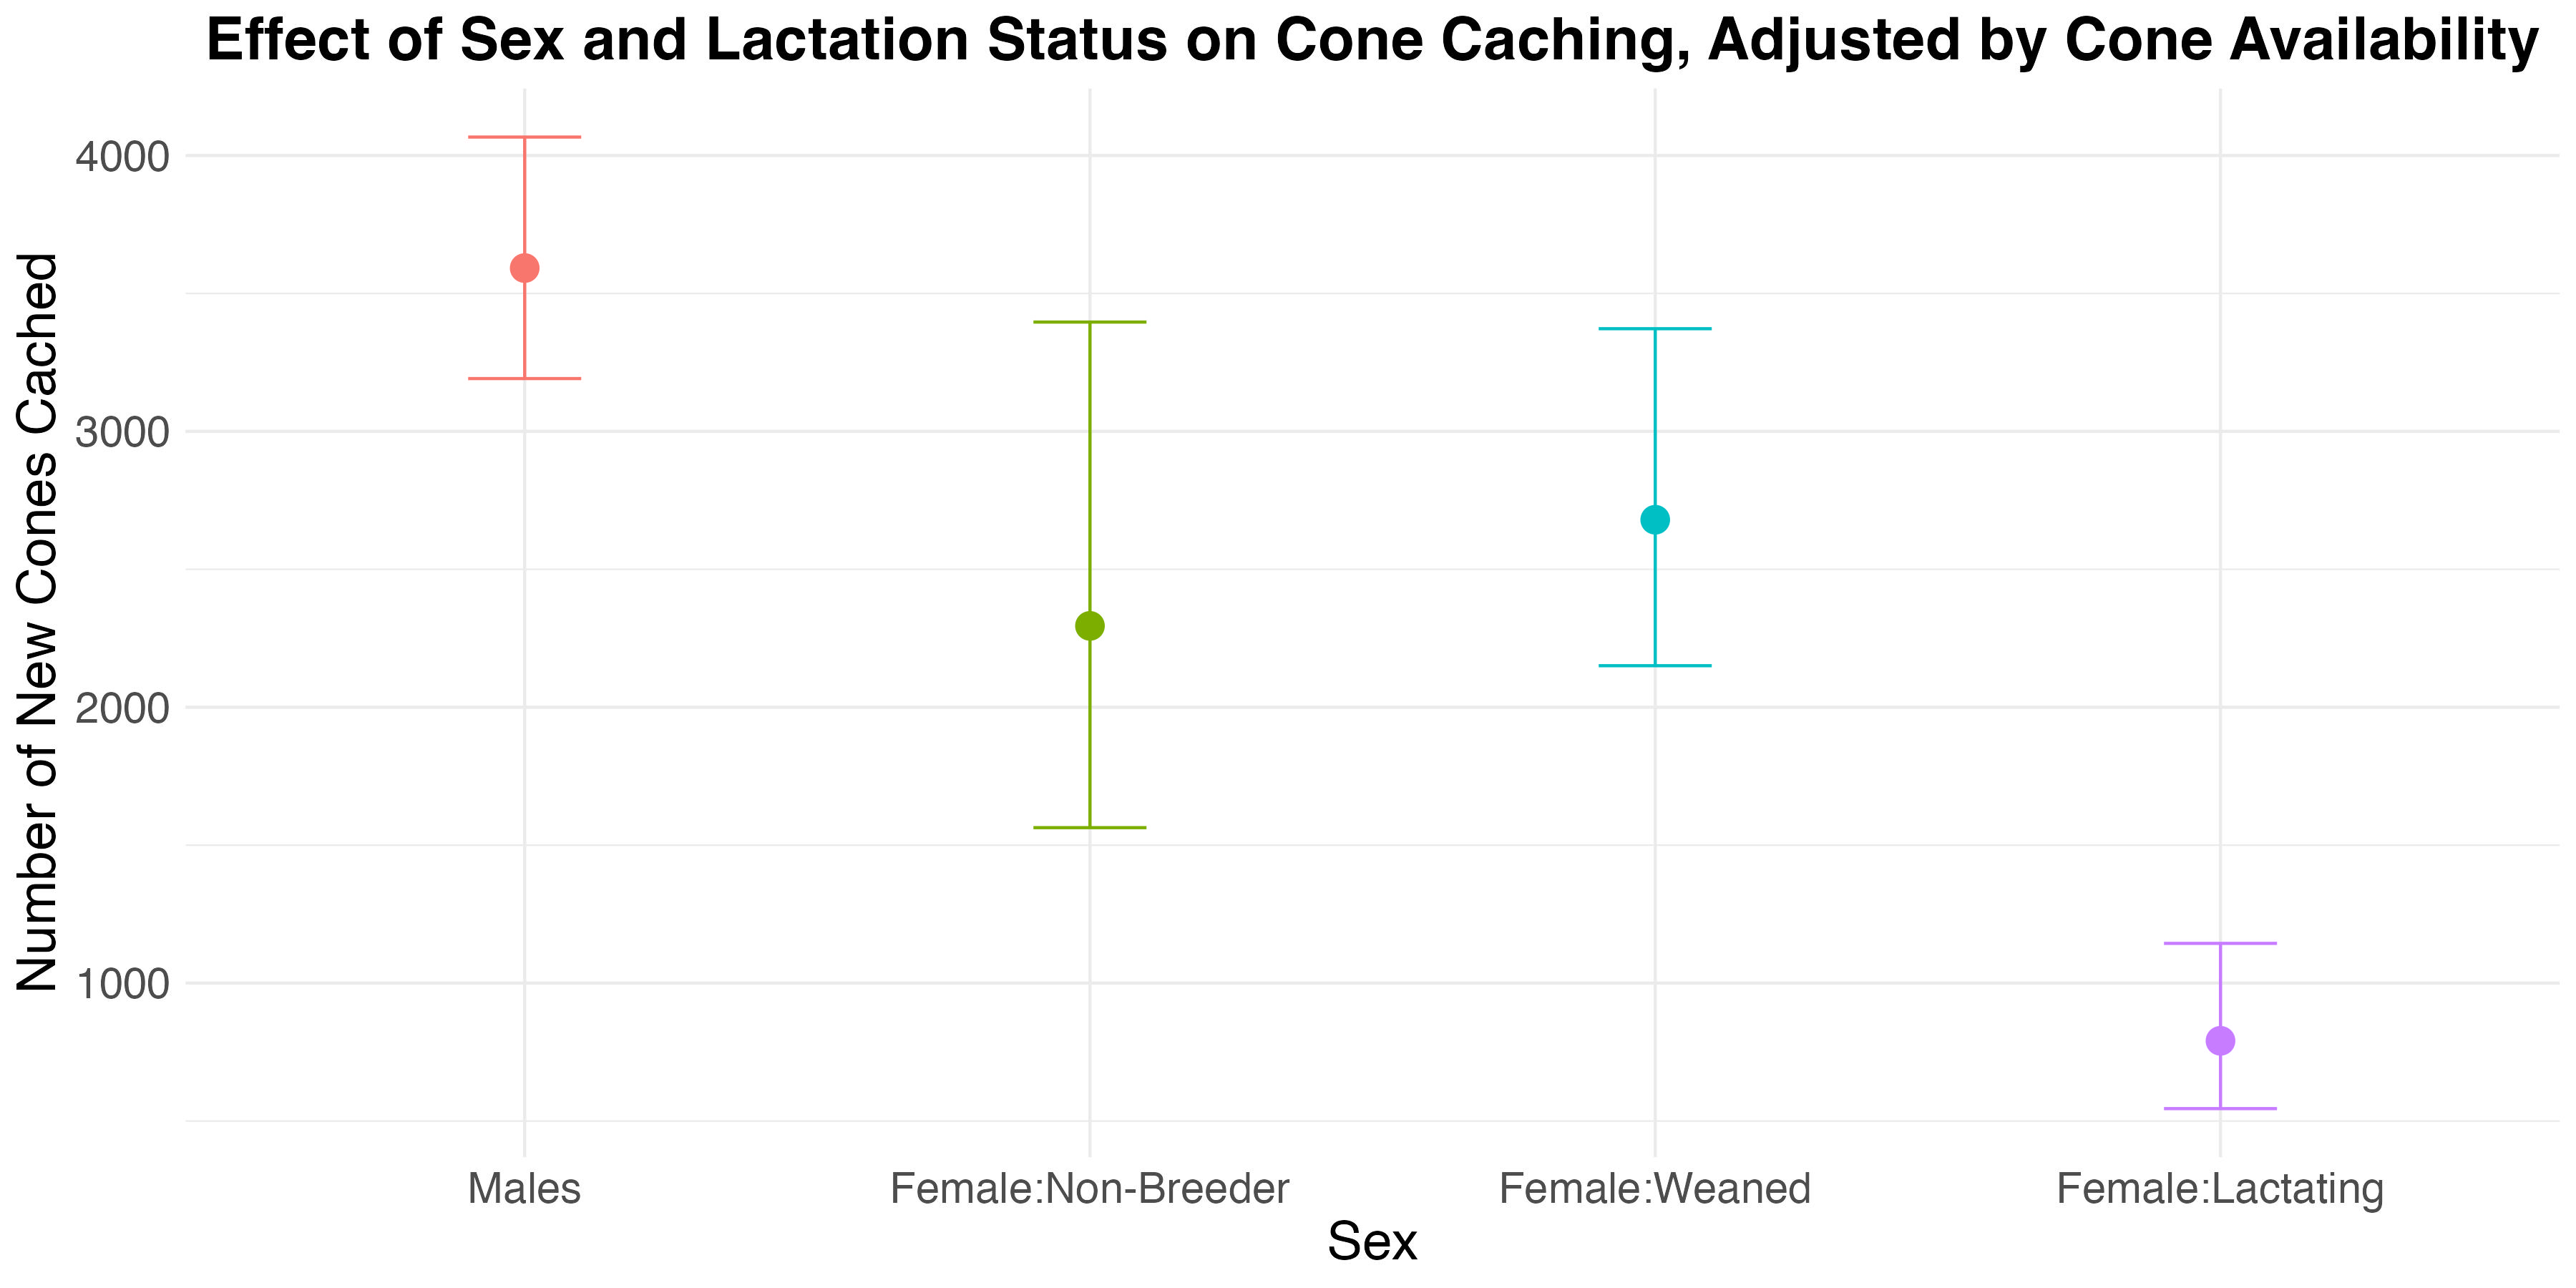 Effect of Sex and Lactation Status on Cone Caching, Adjusted by Cone Availability
Number of New Cones Cached
4000
3000
2000
1000
Males
Female:Non-Breeder
Female:Weaned
Female:Lactating
Sex